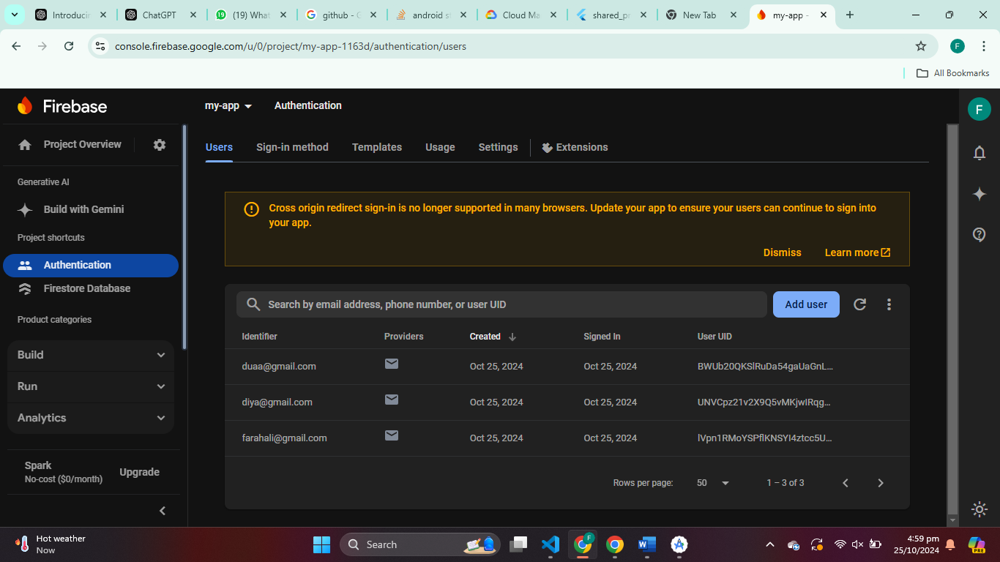 Introducin
ChatGPT
(19) What
github - G
android st
Cloud Ma
shared_pr
New Tab
my-app -
console.firebase.google.com/u/0/project/my-app-1163d/authentication/users
F
All Bookmarks
Firebase
my-app
Authentication
F
Project Overview
Users
Sign-in method
Templates
Usage
Settings
Extensions
Generative AI
Build with Gemini
Project shortcuts
Authentication
Firestore Database
Product categories
Build
Run
Analytics
Spark
No-cost ($0/month)
Upgrade
Cross origin redirect sign-in is no longer supported in many browsers. Update your app to ensure your users can continue to sign into
your app.
Dismiss
Learn more
Search by email address, phone number, or user UID
Add user
Identifier
Providers
Created
Signed In
User UID
duaa@gmail.com
Oct 25, 2024
Oct 25, 2024
BWUb20QKSlRuDa54gaUaGnL...
diya@gmail.com
Oct 25, 2024
Oct 25, 2024
UNVCpz21v2X9Q5vMKjwIRqg...
farahali@gmail.com
Oct 25, 2024
Oct 25, 2024
lVpn1RMoYSPflKNSYI4ztcc5U...
Rows per page:
50
1 – 3 of 3
Hot weather
Now
Search
F
4:59 pm
25/10/2024
PRE